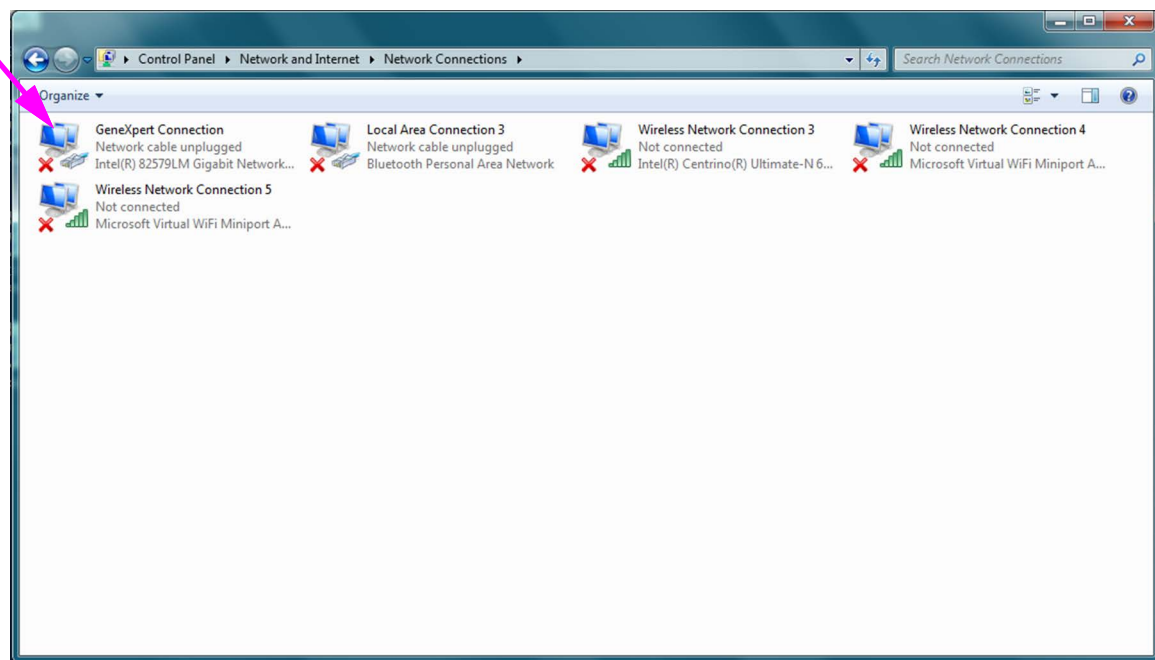 Control Panel Network and Internet Network Connections
Search Network Connections
Organize
GeneXpert Connection
Network cable unplugged
Intel(R) 82579LM Gigabit Network...
Local Area Connection 3
Network cable unplugged
Bluetooth Personal Area Network
Wireless Network Connection 3
Not connected
Intel(R) Centrino(R) Ultimate-N 6...
Wireless Network Connection 4
Not connected
Microsoft Virtual WiFi Miniport A...
Wireless Network Connection 5
Not connected
Microsoft Virtual WiFi Miniport A...